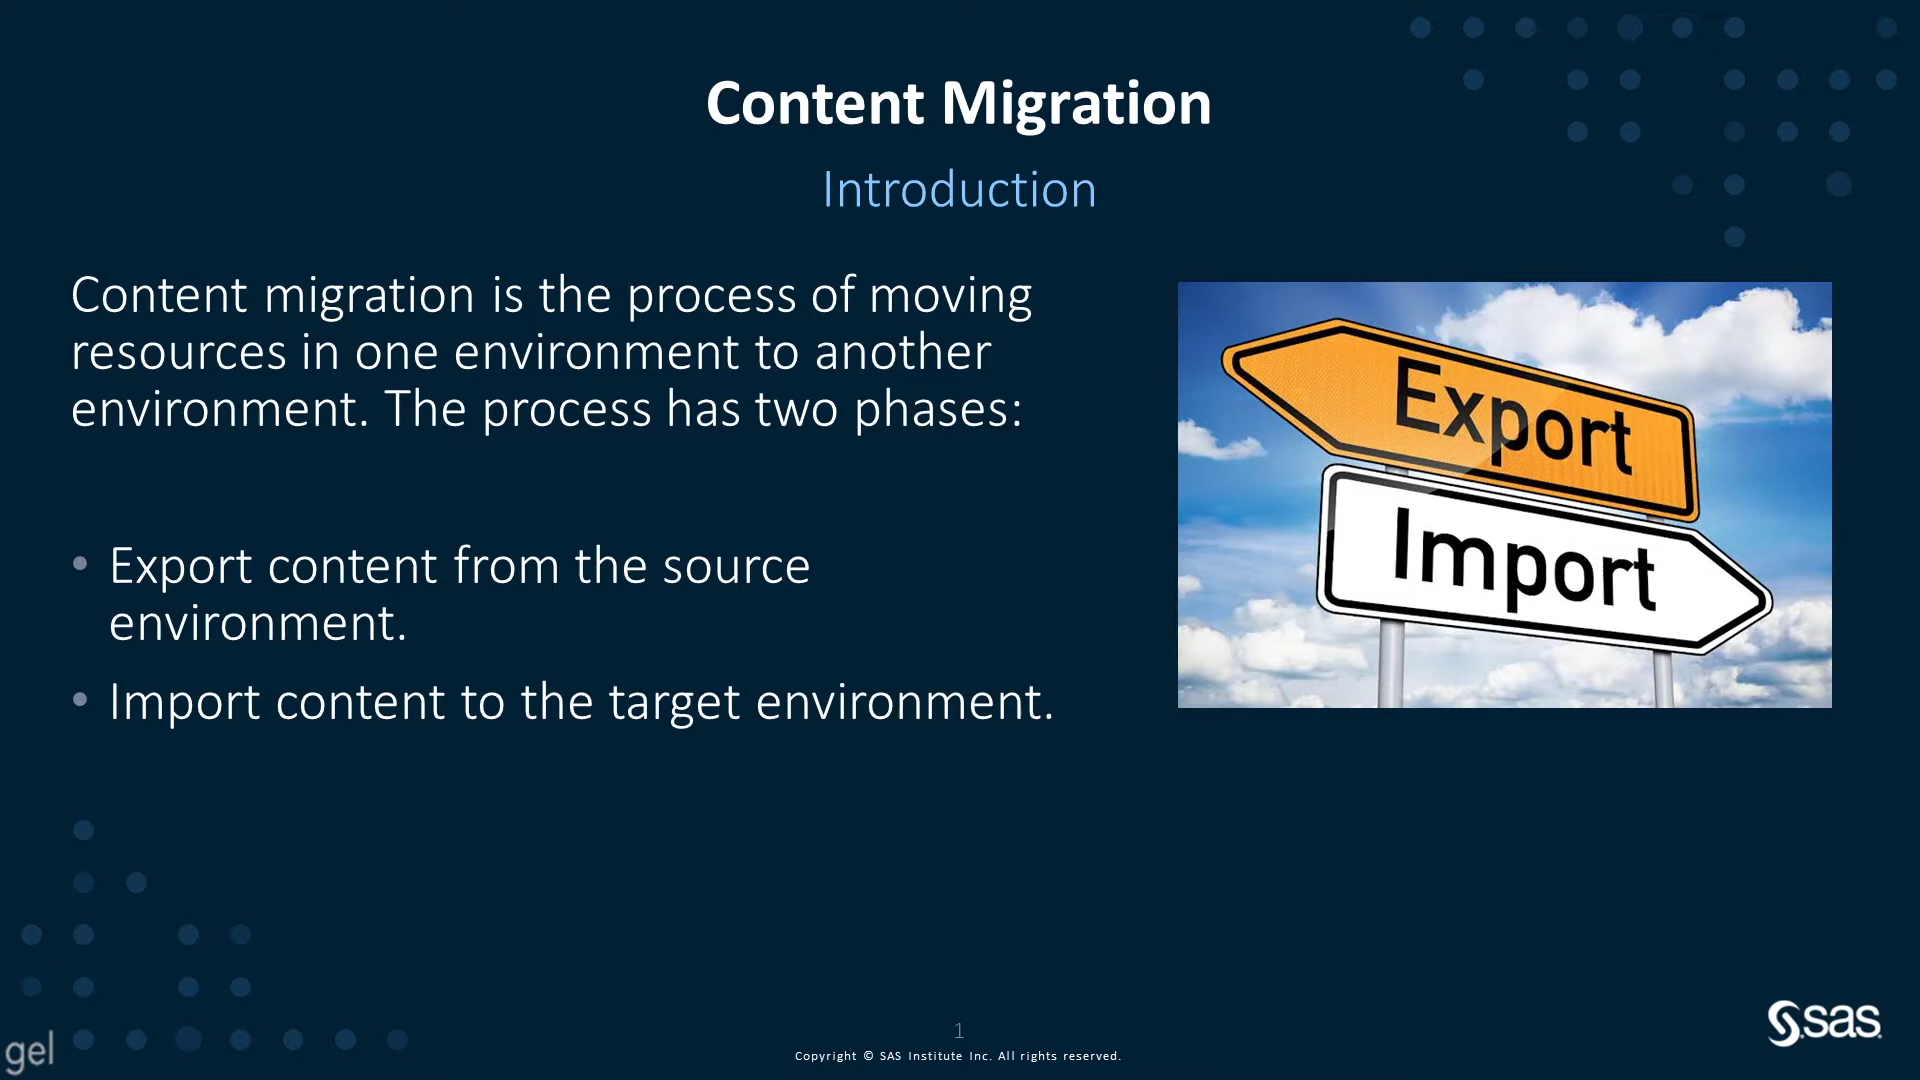 Content Migration
Introduction
Content migration is the process of moving
resources in one environment to another
environment. The process has two phases:
• Export content from the source
environment.
• Import content to the target environment.
Export
Import
1
Copyright © SAS Institute Inc. All rights reserved.
gel
sas